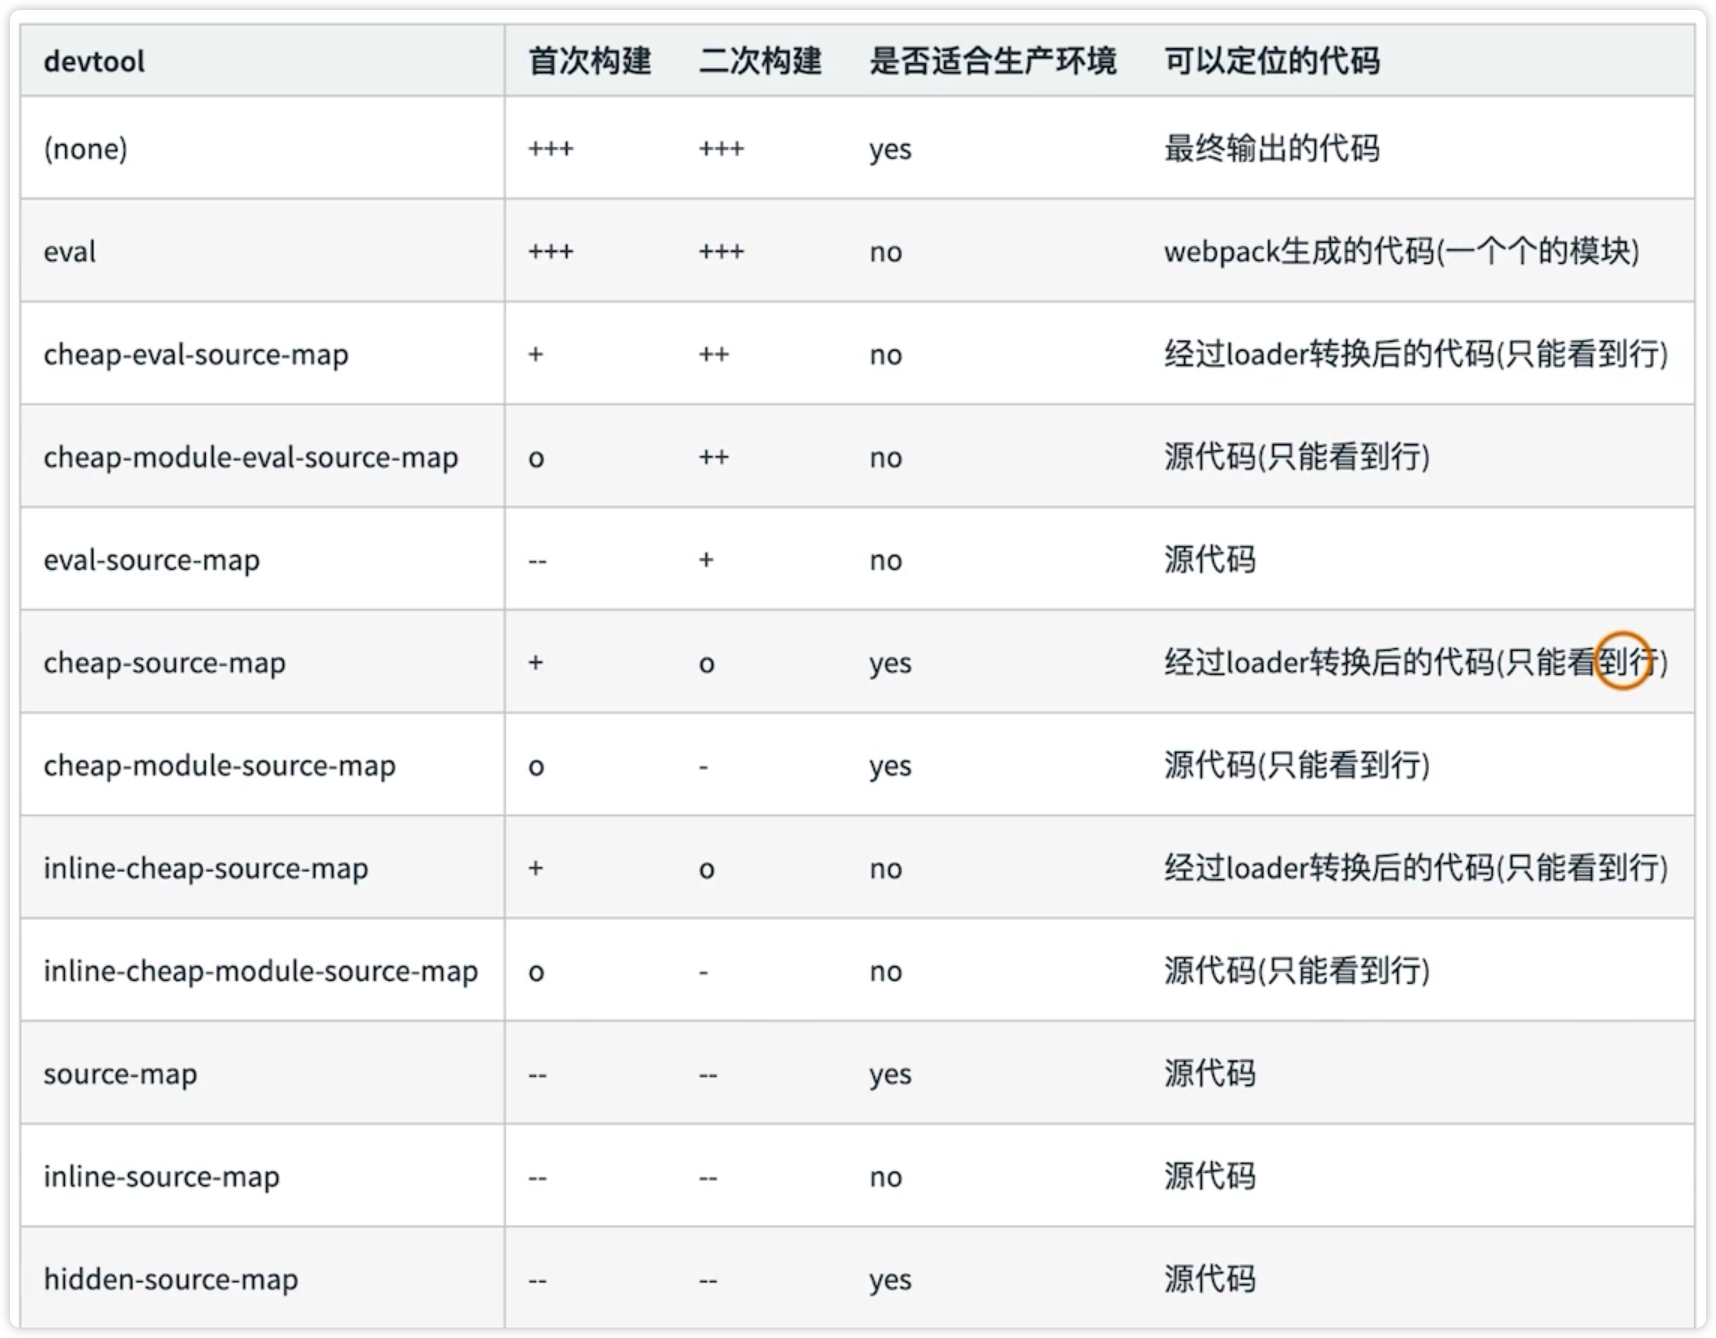 devtool 首次构建 二次构建 是否适合生产环境 可以定位的代码
(none) +++ +++ yes 最终输出的代码
eval +++ +++ no webpack生成的代码(一个个的模块)
cheap-eval-source-map + ++ no 经过loader转换后的代码(只能看到行)
cheap-module-eval-source-map o ++ no 源代码(只能看到行)
eval-source-map -- + no 源代码
cheap-source-map + o yes 经过loader转换后的代码(只能看到行)
cheap-module-source-map o - yes 源代码(只能看到行)
inline-cheap-source-map + o no 经过loader转换后的代码(只能看到行)
inline-cheap-module-source-map o - no 源代码(只能看到行)
source-map -- -- yes 源代码
inline-source-map -- -- no 源代码
hidden-source-map -- -- yes 源代码